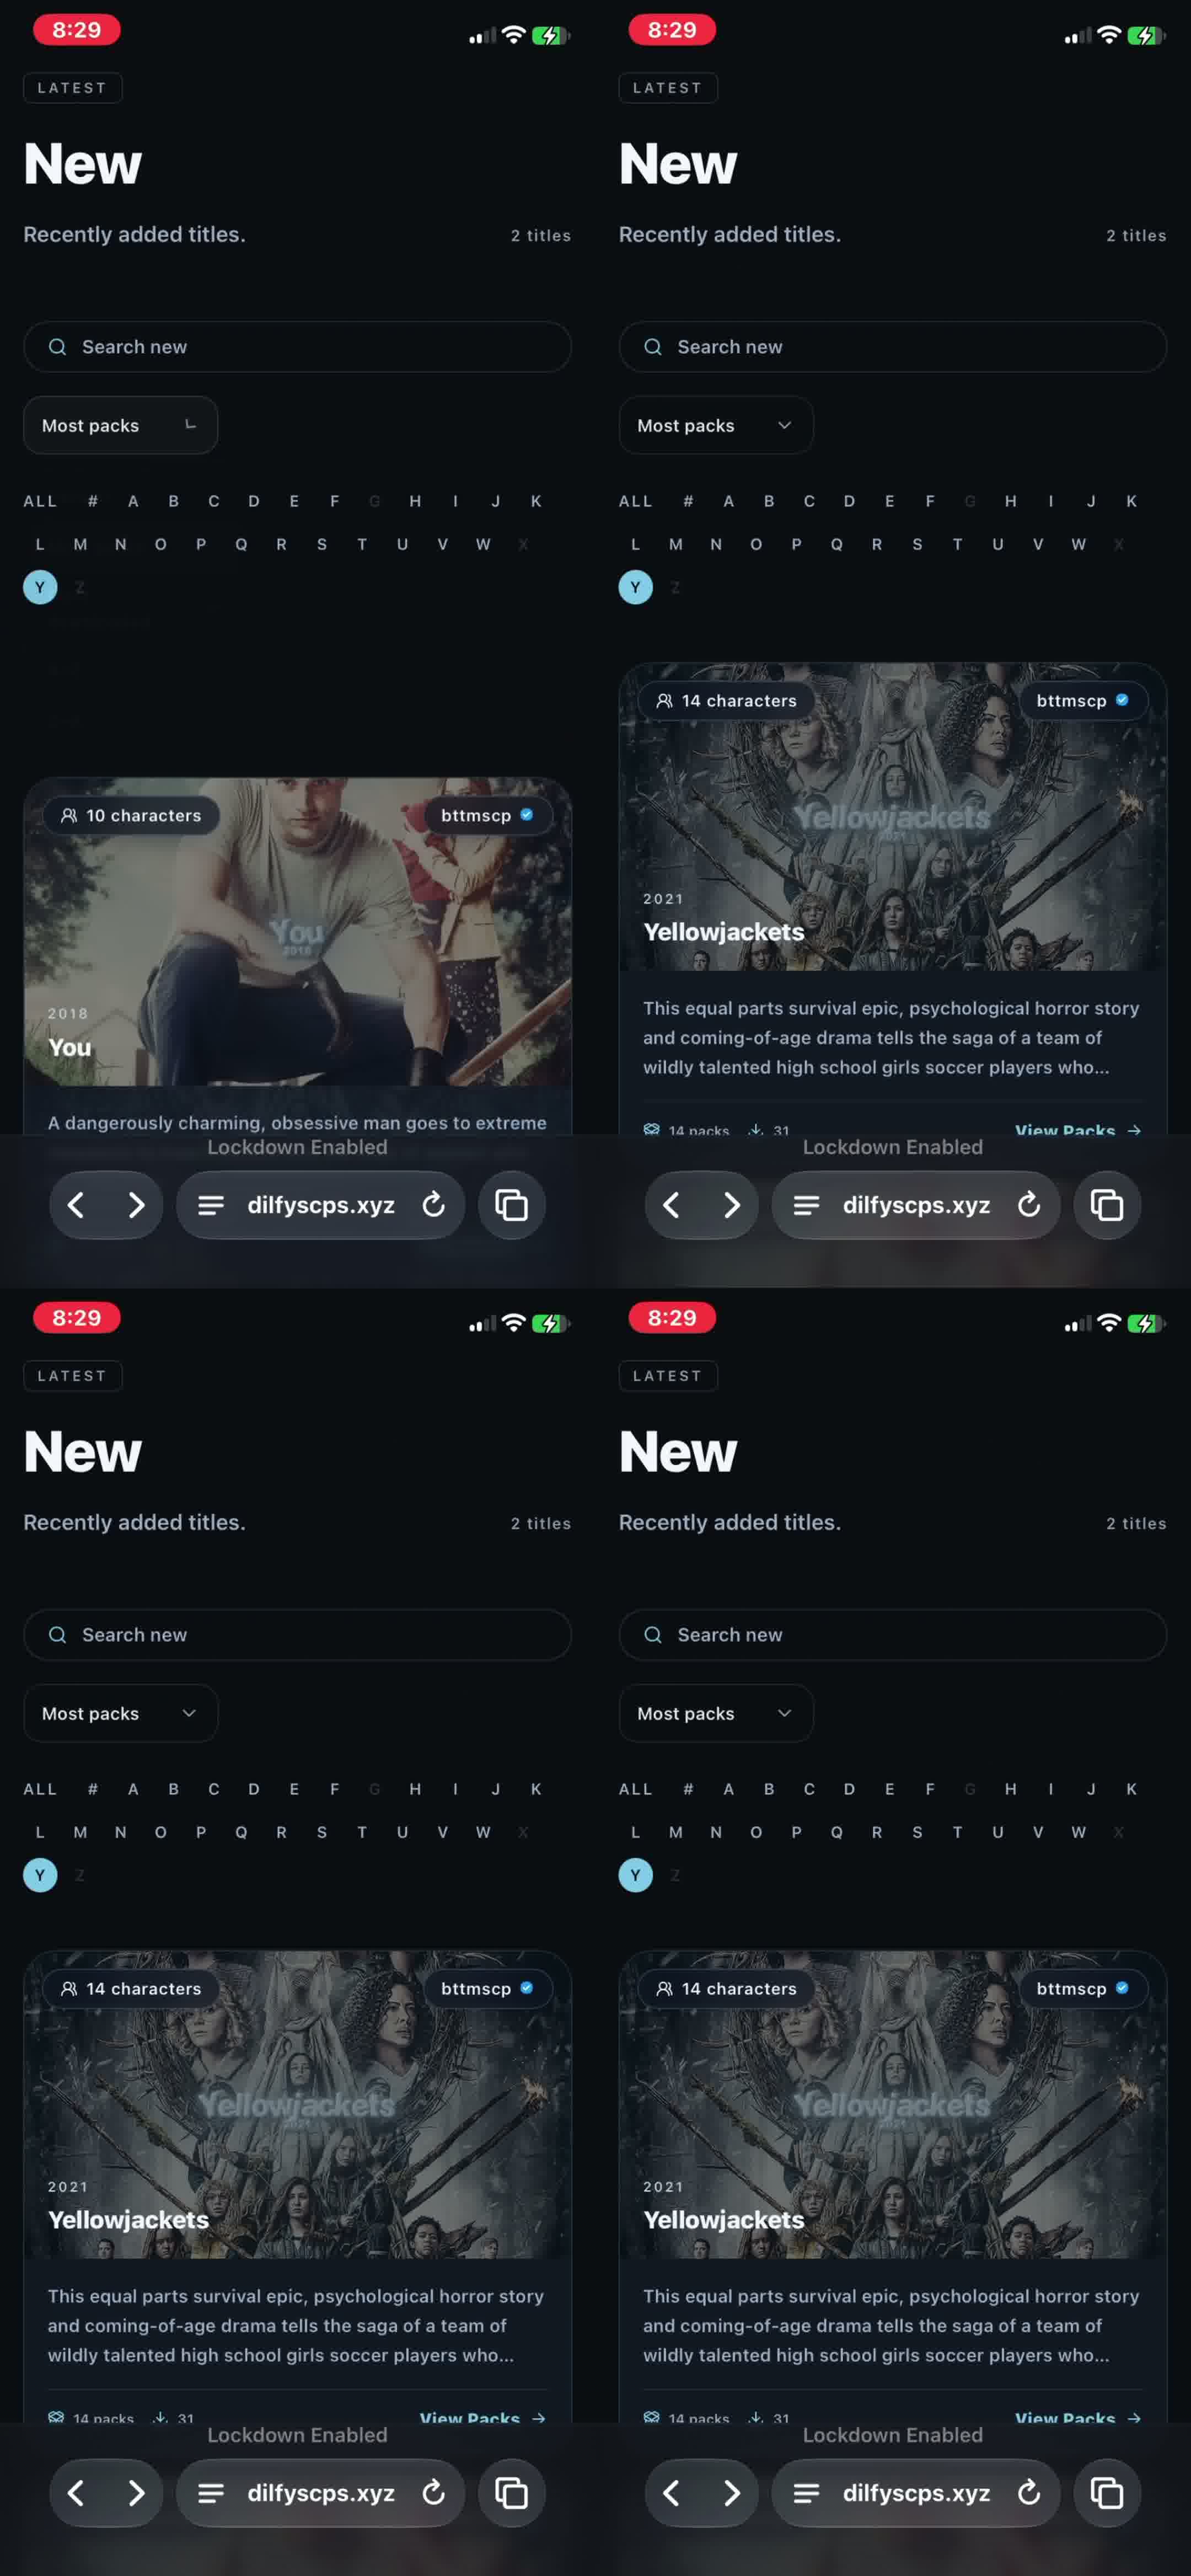 8:29
LATEST
New
Recently added titles.
2 titles
Search new
Most packs
ALL # A B C D E F G H I J K
L M N O P Q R S T U V W X
Y Z
10 characters
bttmscp
You
2018
2018
You
A dangerously charming, obsessive man goes to extreme
Lockdown Enabled
dilfyscps.xyz
8:29
LATEST
New
Recently added titles.
2 titles
Search new
Most packs
ALL # A B C D E F G H I J K
L M N O P Q R S T U V W X
Y Z
14 characters
bttmscp
Yellowjackets
2021
2021
Yellowjackets
This equal parts survival epic, psychological horror story
and coming-of-age drama tells the saga of a team of
wildly talented high school girls soccer players who...
14 packs 31 View Packs
Lockdown Enabled
dilfyscps.xyz
8:29
LATEST
New
Recently added titles.
2 titles
Search new
Most packs
ALL # A B C D E F G H I J K
L M N O P Q R S T U V W X
Y Z
14 characters
bttmscp
Yellowjackets
2021
2021
Yellowjackets
This equal parts survival epic, psychological horror story
and coming-of-age drama tells the saga of a team of
wildly talented high school girls soccer players who...
14 packs 31 View Packs
Lockdown Enabled
dilfyscps.xyz
8:29
LATEST
New
Recently added titles.
2 titles
Search new
Most packs
ALL # A B C D E F G H I J K
L M N O P Q R S T U V W X
Y Z
14 characters
bttmscp
Yellowjackets
2021
2021
Yellowjackets
This equal parts survival epic, psychological horror story
and coming-of-age drama tells the saga of a team of
wildly talented high school girls soccer players who...
14 packs 31 View Packs
Lockdown Enabled
dilfyscps.xyz